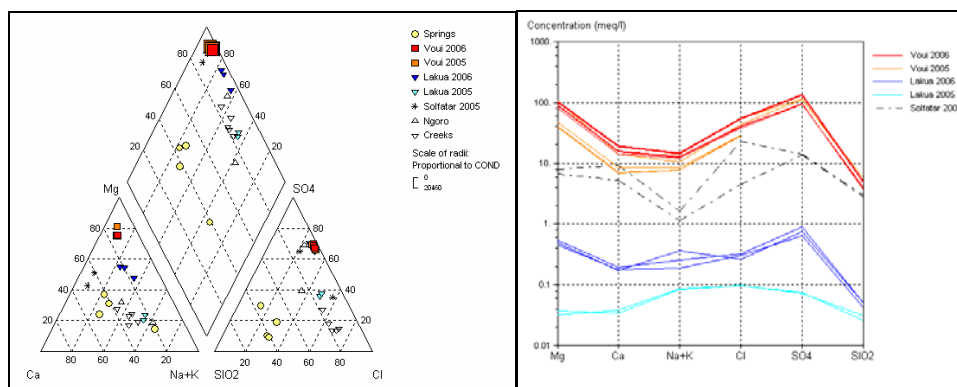 80
80
60
60
40
40
20
20
Mg
SO4
80
80
60
60
40
40
20
20
80
60
40
20
20
40
60
80
Ca
Na+K
SIO2
Cl
Springs
Voui 2006
Voui 2005
Lakua 2006
Lakua 2005
Solfatar 2005
Ngoro
Creeks
Scale of radii:
Proportional to COND
0
20460
Concentration (meq/l)
1000
100.
10.0
1.
0.1
0.01
Mg
Ca
Na+K
Cl
SO4
SIO2
Voui 2006
Voui 2005
Lakua 2006
Lakua 2005
Solfatar 200